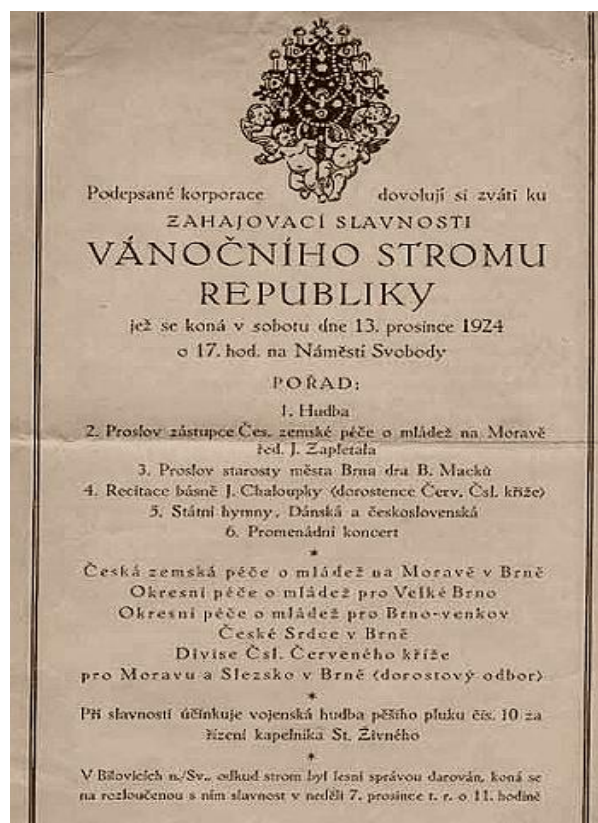 Podepsané korporace dovolují si zváti ku
ZAHAJOVACÍ SLAVNOSTI
VÁNOČNÍHO STROMU
REPUBLIKY
jež se koná v sobotu dne 13. prosince 1924
o 17. hod. na Náměstí Svobody
POŘAD:
1. Hudba
2. Proslov zástupce Čes. zemské péče o mládež na Moravě
řed. J. Zapletala
3. Proslov starosty města Brna dra B. Macků
4. Recitace básně J. Chaloupky (dorostence Červ. Čsl. kříže)
5. Státní hymny, Dánská a československá
6. Promenádní koncert
*
Česká zemská péče o mládež na Moravě v Brně
Okresní péče o mládež pro Velké Brno
Okresní péče o mládež pro Brno-venkov
České Srdce v Brně
Divise Čsl. Červeného kříže
pro Moravu a Slezsko v Brně (dorostový odbor)
*
Při slavnosti účinkuje vojenská hudba pěšího pluku čís. 10 za
řízení kapelníka St. Živného
*
V Bílovicích n./Sv., odkud strom byl lesní správou darován, koná se
na rozloučenou s ním slavnost v neděli 7. prosince t. r. o 11. hodině